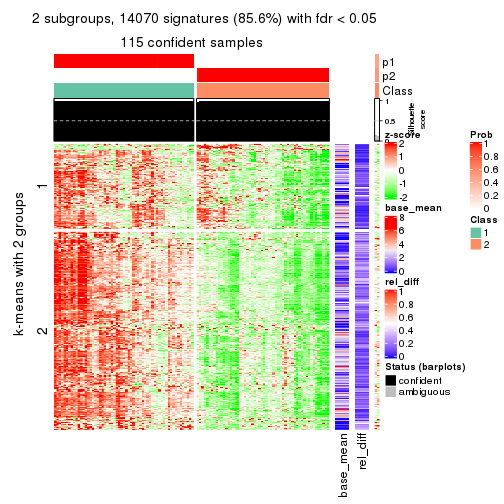 2 subgroups, 14070 signatures (85.6%) with fdr < 0.05
115 confident samples
p1
p2
Class
1
0.5
0
Silhouette
score
k-means with 2 groups
1
2
z-score
2
1
0
-1
-2
base_mean
8
6
4
2
0
rel_diff
1
0.8
0.6
0.4
0.2
0
Status (barplots)
confident
ambiguous
Prob
1
0.8
0.6
0.4
0.2
0
Class
1
2
base_mean
rel_diff